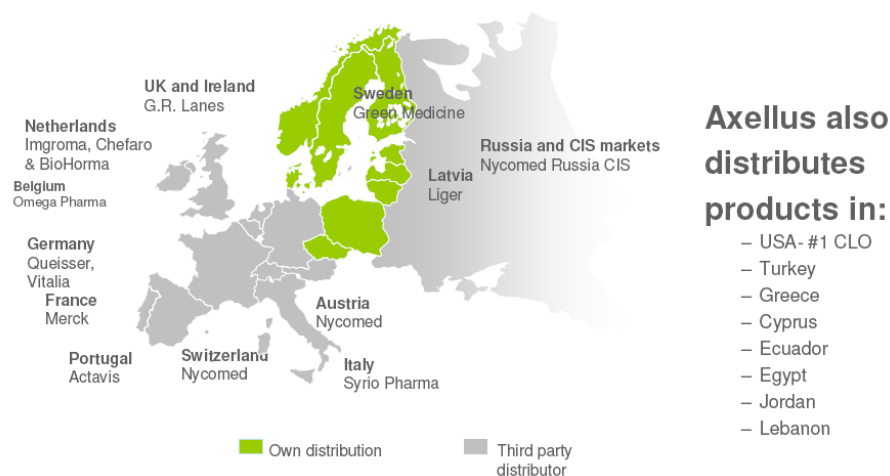 UK and Ireland
G.R. Lanes
Netherlands
Imgroma, Chefaro
& BioHorma
Belgium
Omega Pharma
Germany
Queisser,
Vitalia
France
Merck
Portugal
Actavis
Switzerland
Nycomed
Austria
Nycomed
Italy
Syrio Pharma
Sweden
Green Medicine
Latvia
Liger
Russia and CIS markets
Nycomed Russia CIS
Own distribution
Third party
distributor
Axellus also
distributes
products in:
– USA- #1 CLO
– Turkey
– Greece
– Cyprus
– Ecuador
– Egypt
– Jordan
– Lebanon